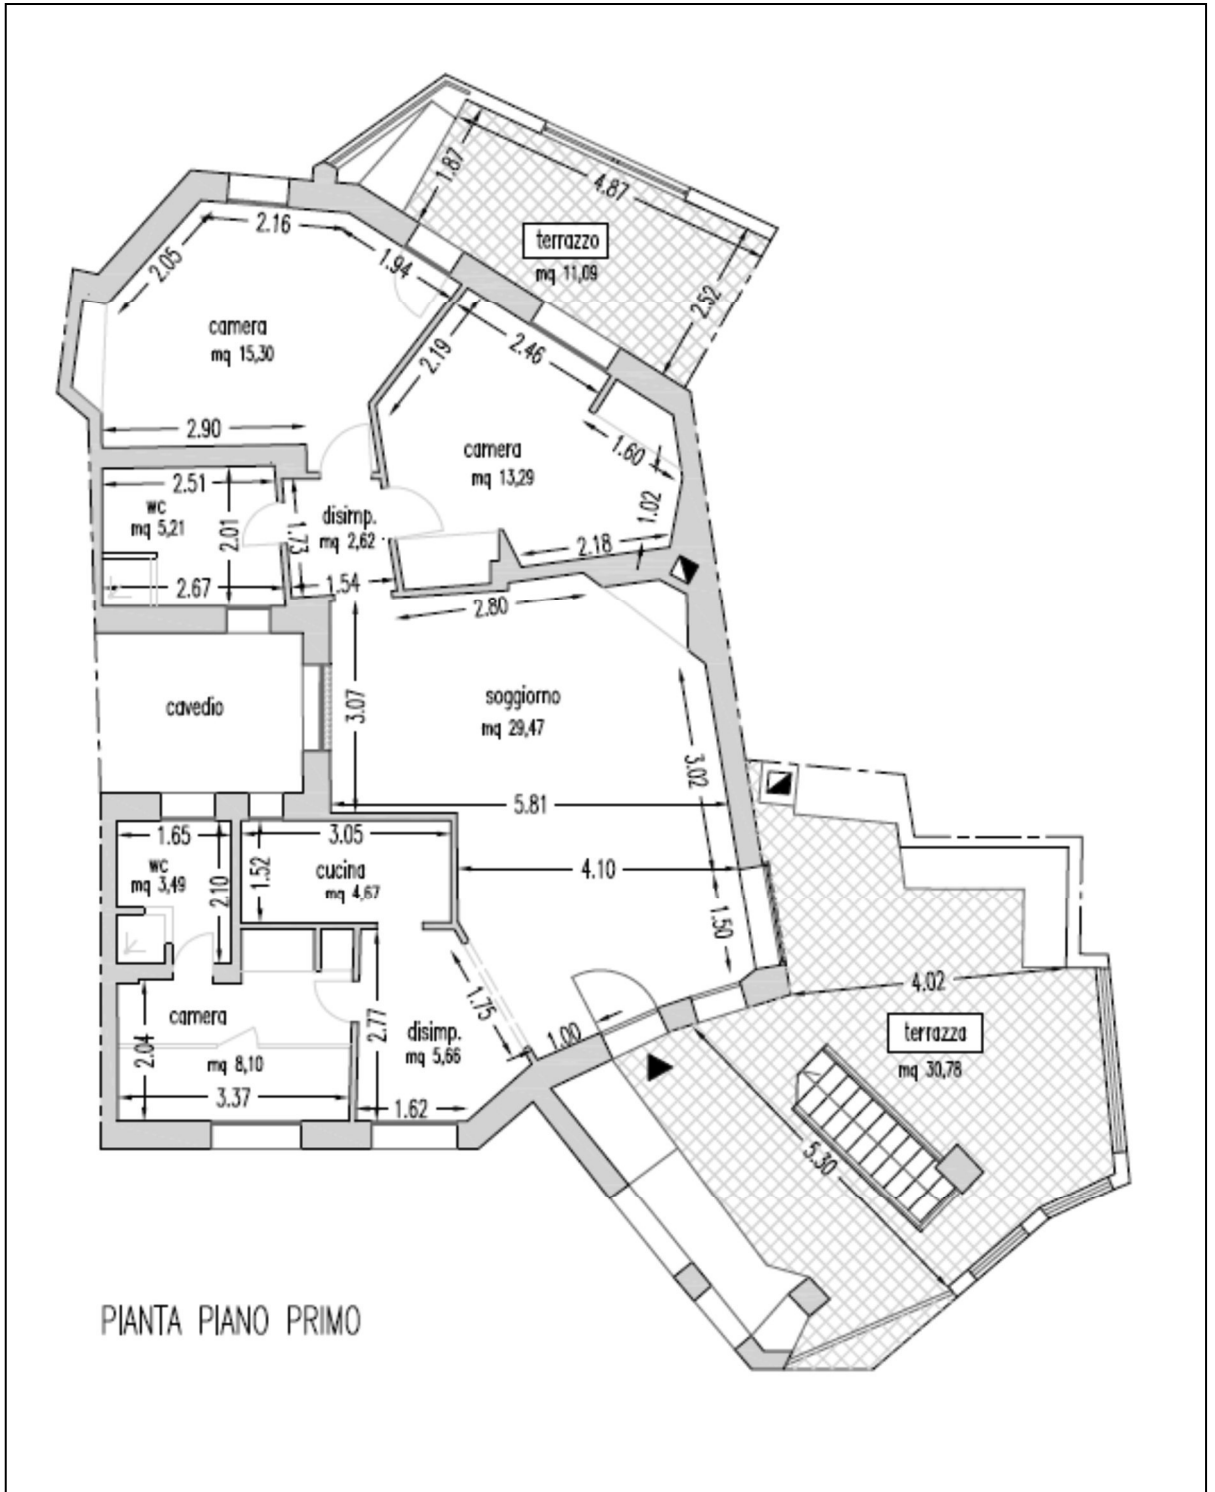 1.87
4.87
terrazzo
mq 11,09
2.52
2.16
2.05
1.94
camera
mq 15,30
2.46
2.19
2.90
camera
mq 13,29
1.60
1.02
2.18
2.51
wc
mq 5,21
2.01
2.67
disimp.
mq 2,62
1.73
1.54
2.80
cavedio
3.07
soggiorno
mq 29,47
3.02
5.81
4.10
1.50
1.65
wc
mq 3,49
2.10
3.05
1.52
cucina
mq 4,67
camera
mq 8,10
2.04
3.37
2.77
disimp.
mq 5,66
1.75
1.62
1.00
4.02
terrazza
mq 30,78
5.30
PIANTA PIANO PRIMO